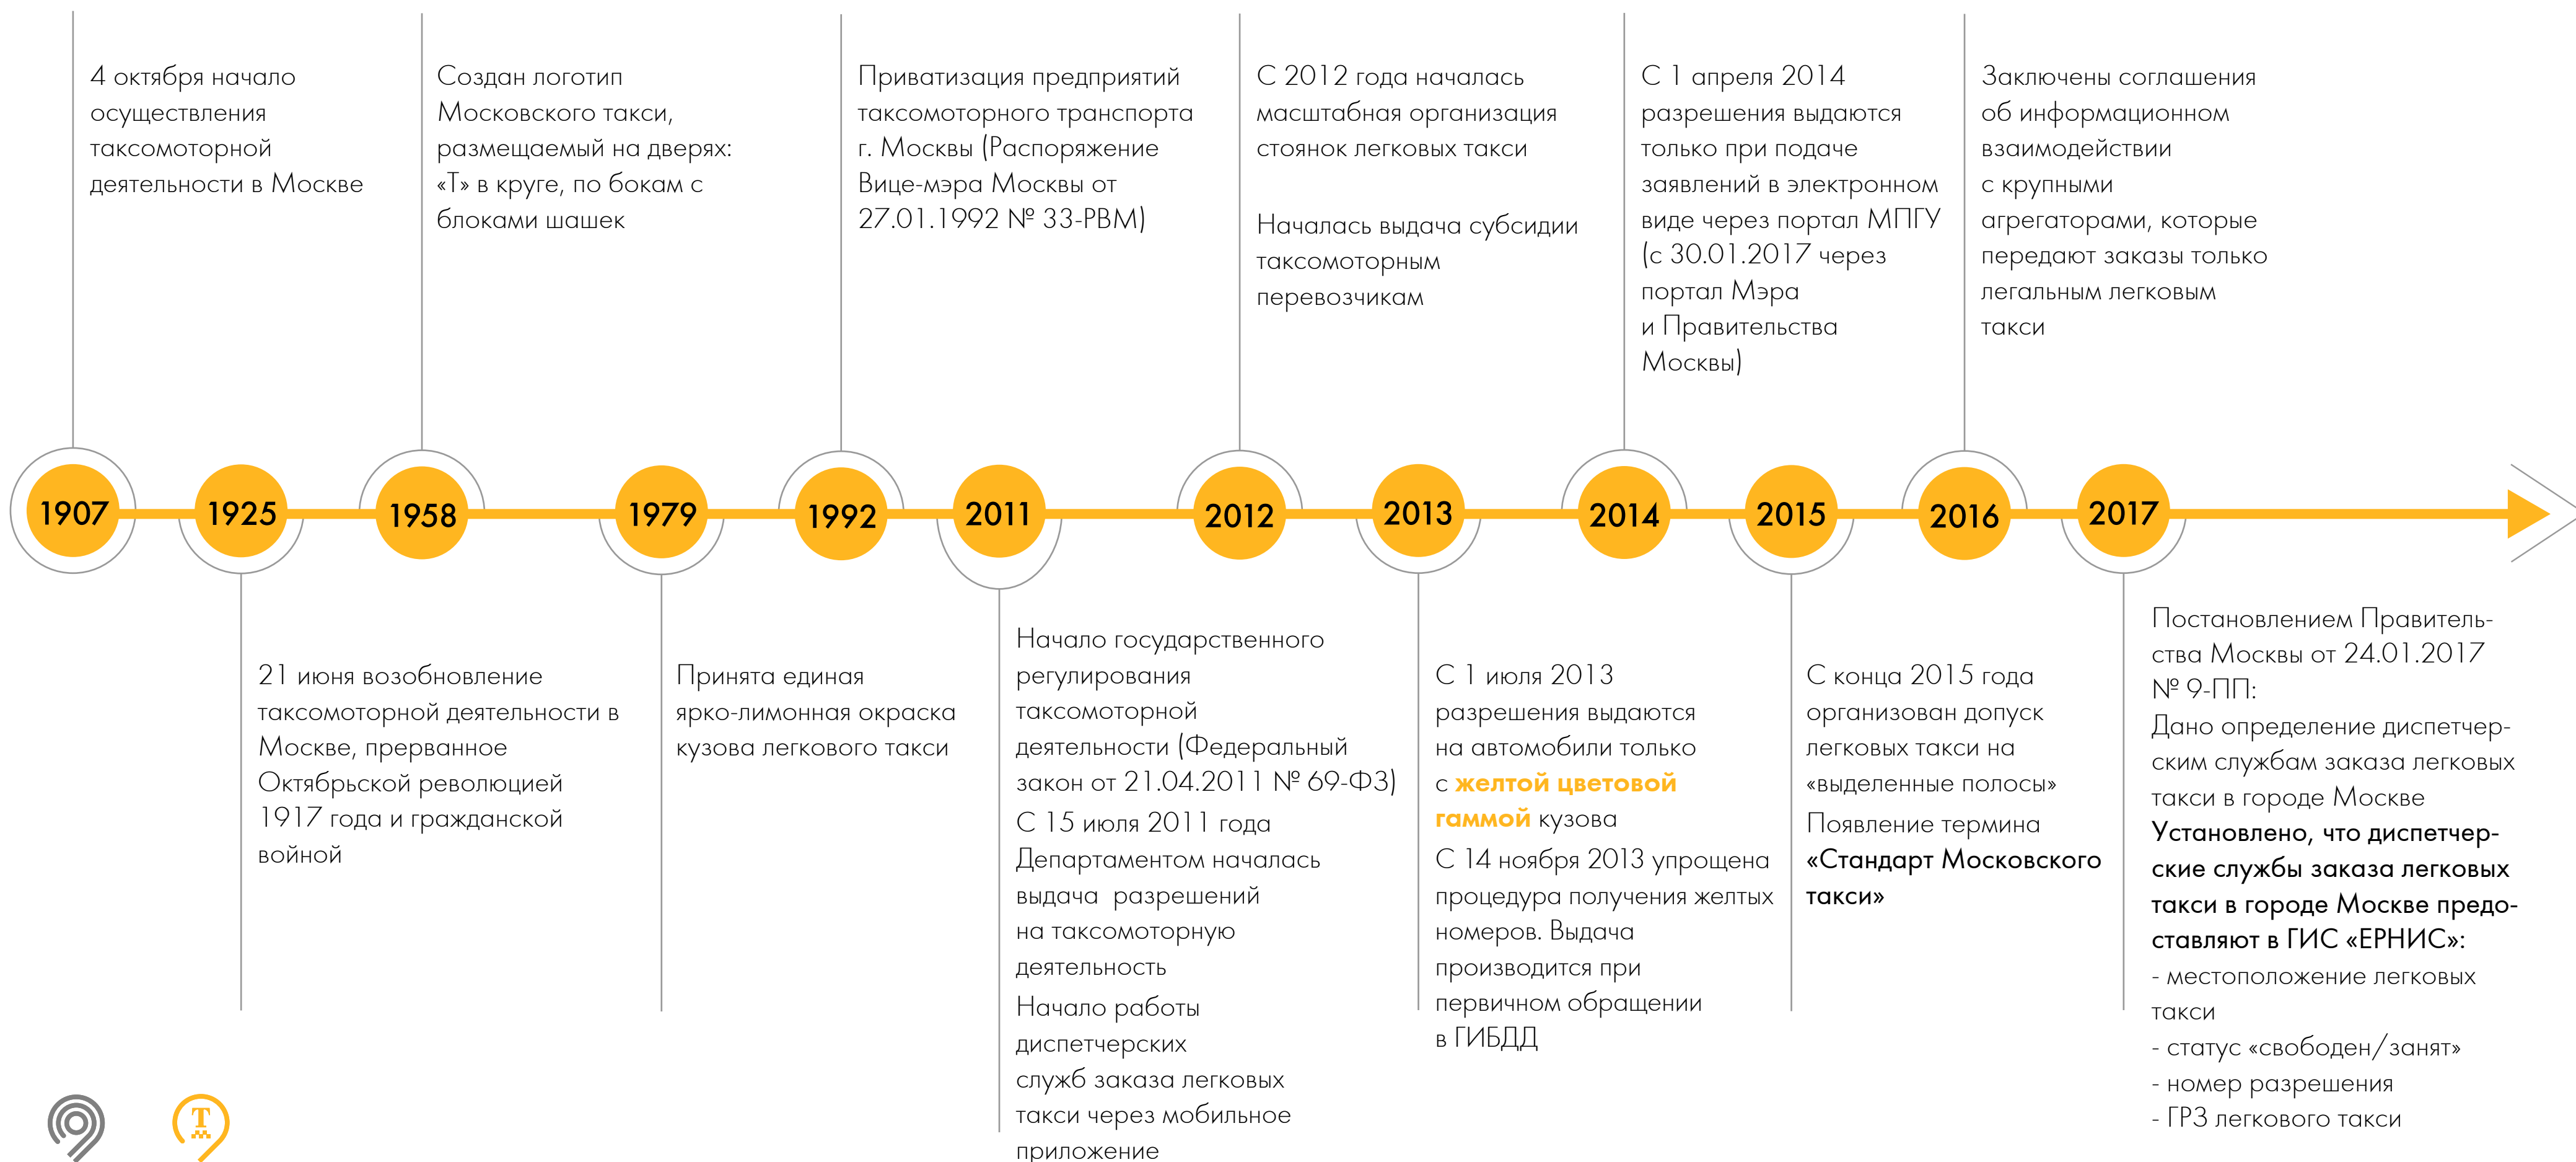 4 октября начало
осуществления
таксомоторной
деятельности в Москве
Создан логотип
Московского такси,
размещаемый на дверях:
«Т» в круге, по бокам с
блоками шашек
Приватизация предприятий
таксомоторного транспорта
г. Москвы (Распоряжение
Вице-мэра Москвы от
27.01.1992 № 33-РВМ)
С 2012 года началась
масштабная организация
стоянок легковых такси
Началась выдача субсидии
таксомоторным
перевозчикам
С 1 апреля 2014
разрешения выдаются
только при подаче
заявлений в электронном
виде через портал МПГУ
(с 30.01.2017 через
портал Мэра
и Правительства
Москвы)
Заключены соглашения
об информационном
взаимодействии
с крупными
агрегаторами, которые
передают заказы только
легальным легковым
такси
1907
1925
1958
1979
1992
2011
2012
2013
2014
2015
2016
2017
21 июня возобновление
таксомоторной деятельности в
Москве, прерванное
Октябрьской революцией
1917 года и гражданской
войной
Принята единая
ярко-лимонная окраска
кузова легкового такси
Начало государственного
регулирования
таксомоторной
деятельности (Федеральный
закон от 21.04.2011 № 69-ФЗ)
С 15 июля 2011 года
Департаментом началась
выдача  разрешений
на таксомоторную
деятельность
Начало работы
диспетчерских
служб заказа легковых
такси через мобильное
приложение
С 1 июля 2013
разрешения выдаются
на автомобили только
с желтой цветовой
гаммой кузова
С 14 ноября 2013 упрощена
процедура получения желтых
номеров. Выдача
производится при
первичном обращении
в ГИБДД
С конца 2015 года
организован допуск
легковых такси на
«выделенные полосы»
Появление термина
«Стандарт Московского
такси»
Постановлением Правитель-
ства Москвы от 24.01.2017
№ 9-ПП:
Дано определение диспетчер-
ским службам заказа легковых
такси в городе Москве
Установлено, что диспетчер-
ские службы заказа легковых
такси в городе Москве предо-
ставляют в ГИС «ЕРНИС»:
- местоположение легковых
такси
- статус «свободен/занят»
- номер разрешения
- ГРЗ легкового такси
Т